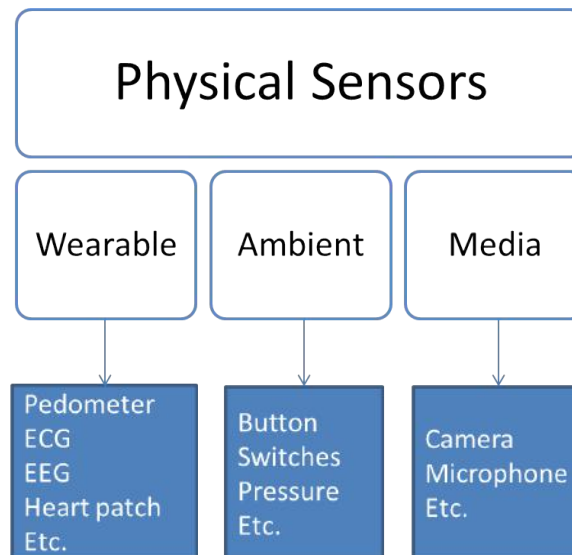 Physical Sensors
Wearable
Ambient
Media
Pedometer
ECG
EEG
Heart patch
Etc.
Button
Switches
Pressure
Etc.
Camera
Microphone
Etc.